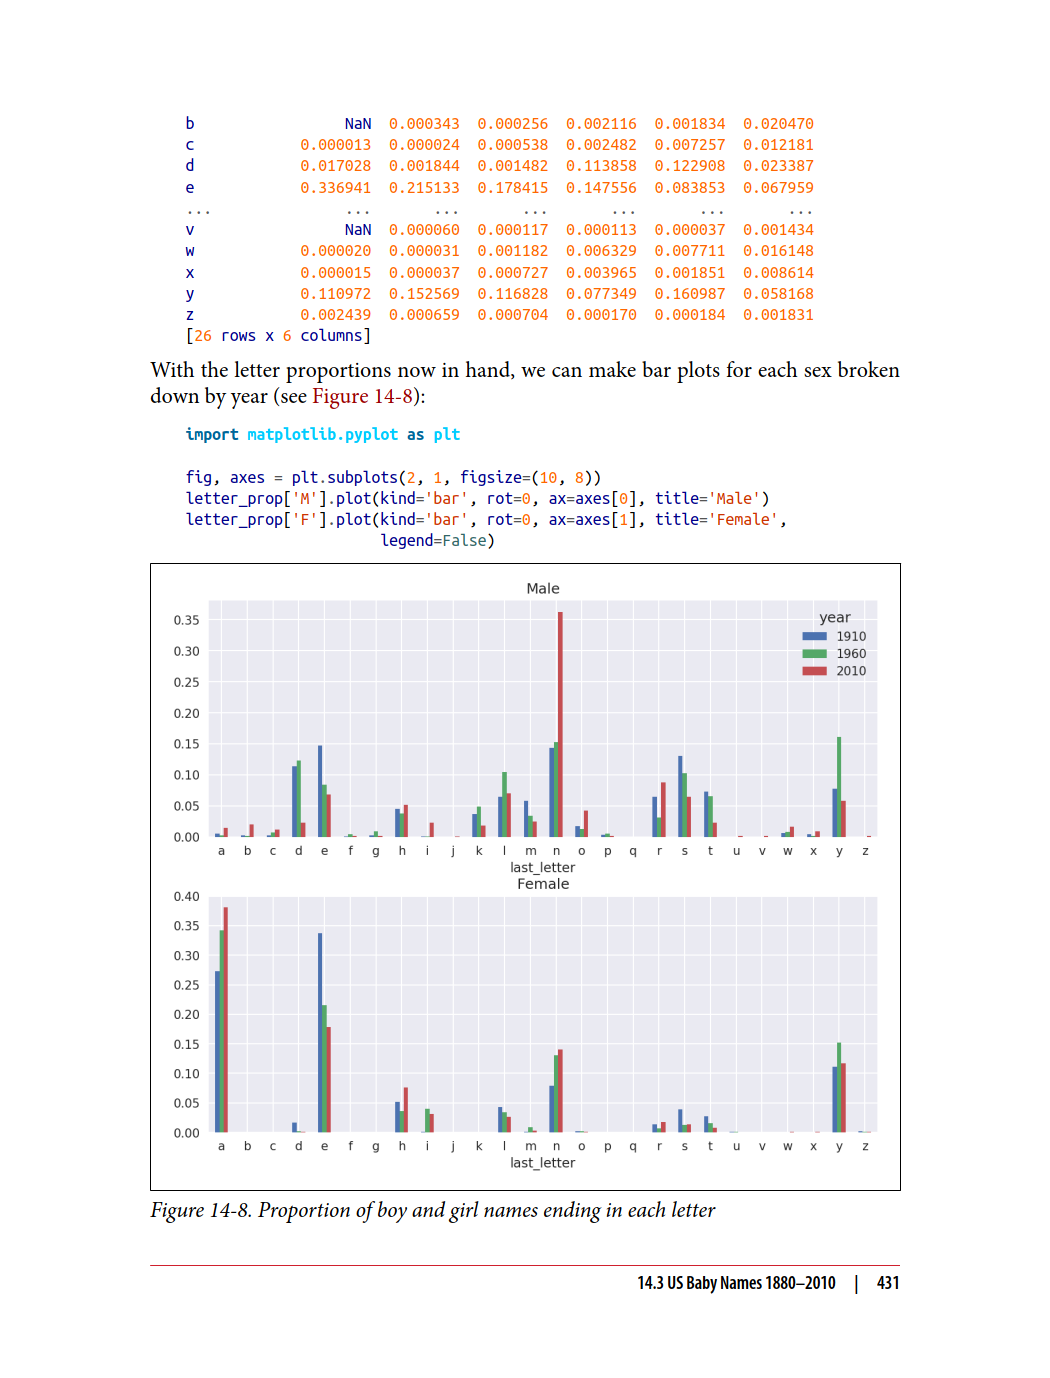 b NaN 0.000343 0.000256 0.002116 0.001834 0.020470
c 0.000013 0.000024 0.000538 0.002482 0.007257 0.012181
d 0.017028 0.001844 0.001482 0.113858 0.122908 0.023387
e 0.336941 0.215133 0.178415 0.147556 0.083853 0.067959
... ... ... ... ... ... ...
v NaN 0.000060 0.000117 0.000113 0.000037 0.001434
w 0.000020 0.000031 0.001182 0.006329 0.007711 0.016148
x 0.000015 0.000037 0.000727 0.003965 0.001851 0.008614
y 0.110972 0.152569 0.116828 0.077349 0.160987 0.058168
z 0.002439 0.000659 0.000704 0.000170 0.000184 0.001831
[26 rows x 6 columns]
With the letter proportions now in hand, we can make bar plots for each sex broken
down by year (see Figure 14-8):
import matplotlib.pyplot as plt
fig, axes = plt.subplots(2, 1, figsize=(10, 8))
letter_prop['M'].plot(kind='bar', rot=0, ax=axes[0], title='Male')
letter_prop['F'].plot(kind='bar', rot=0, ax=axes[1], title='Female',
legend=False)
Male
year
1910
1960
2010
0.35
0.30
0.25
0.20
0.15
0.10
0.05
0.00
a b c d e f g h i j k l m n o p q r s t u v w x y z
last_letter
Female
0.40
0.35
0.30
0.25
0.20
0.15
0.10
0.05
0.00
a b c d e f g h i j k l m n o p q r s t u v w x y z
last_letter
Figure 14-8. Proportion of boy and girl names ending in each letter
14.3 US Baby Names 1880–2010 | 431